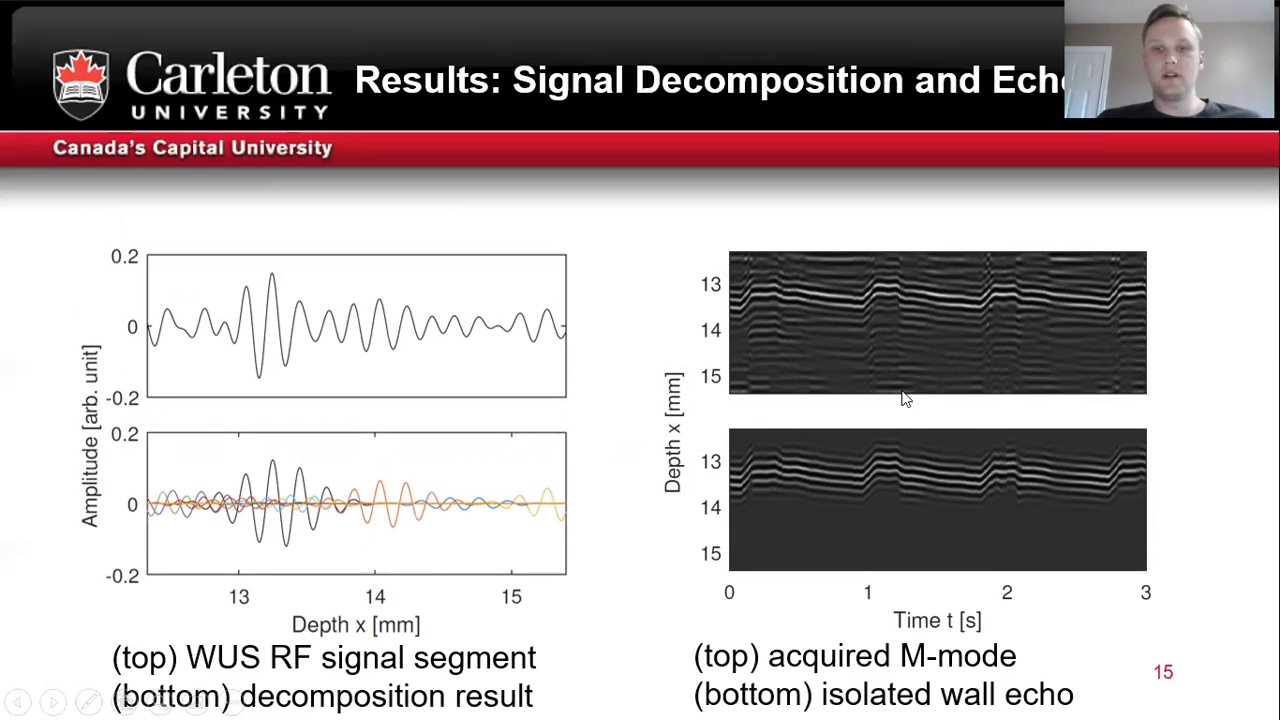 Carleton
UNIVERSITY
Results: Signal Decomposition and Ech
Canada's Capital University
0.2
0
-0.2
0.2
0
-0.2
Amplitude [arb. unit]
13
14
15
Depth x [mm]
(top) WUS RF signal segment
(bottom) decomposition result
13
14
15
13
14
15
Depth x [mm]
0
1
2
3
Time t [s]
(top) acquired M-mode
(bottom) isolated wall echo
15